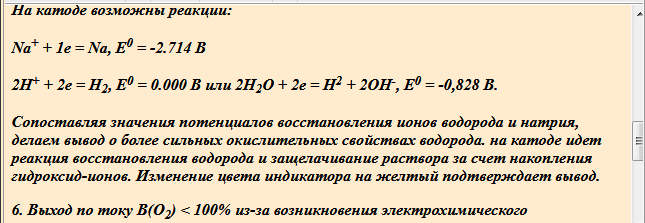 На катоде возможны реакции:
Na⁺ + 1e = Na, E⁰ = -2.714 В
2H⁺ + 2e = H₂, E⁰ = 0.000 В или 2H₂O + 2e = H² + 2OH⁻, E⁰ = -0,828 В.
Сопоставляя значения потенциалов восстановления ионов водорода и натрия,
делаем вывод о более сильных окислительных свойствах водорода. на катоде идет
реакция восстановления водорода и защелачивание раствора за счет накопления
гидроксид-ионов. Изменение цвета индикатора на желтый подтверждает вывод.
6. Выход по току B(O₂) < 100% из-за возникновения электрохимического